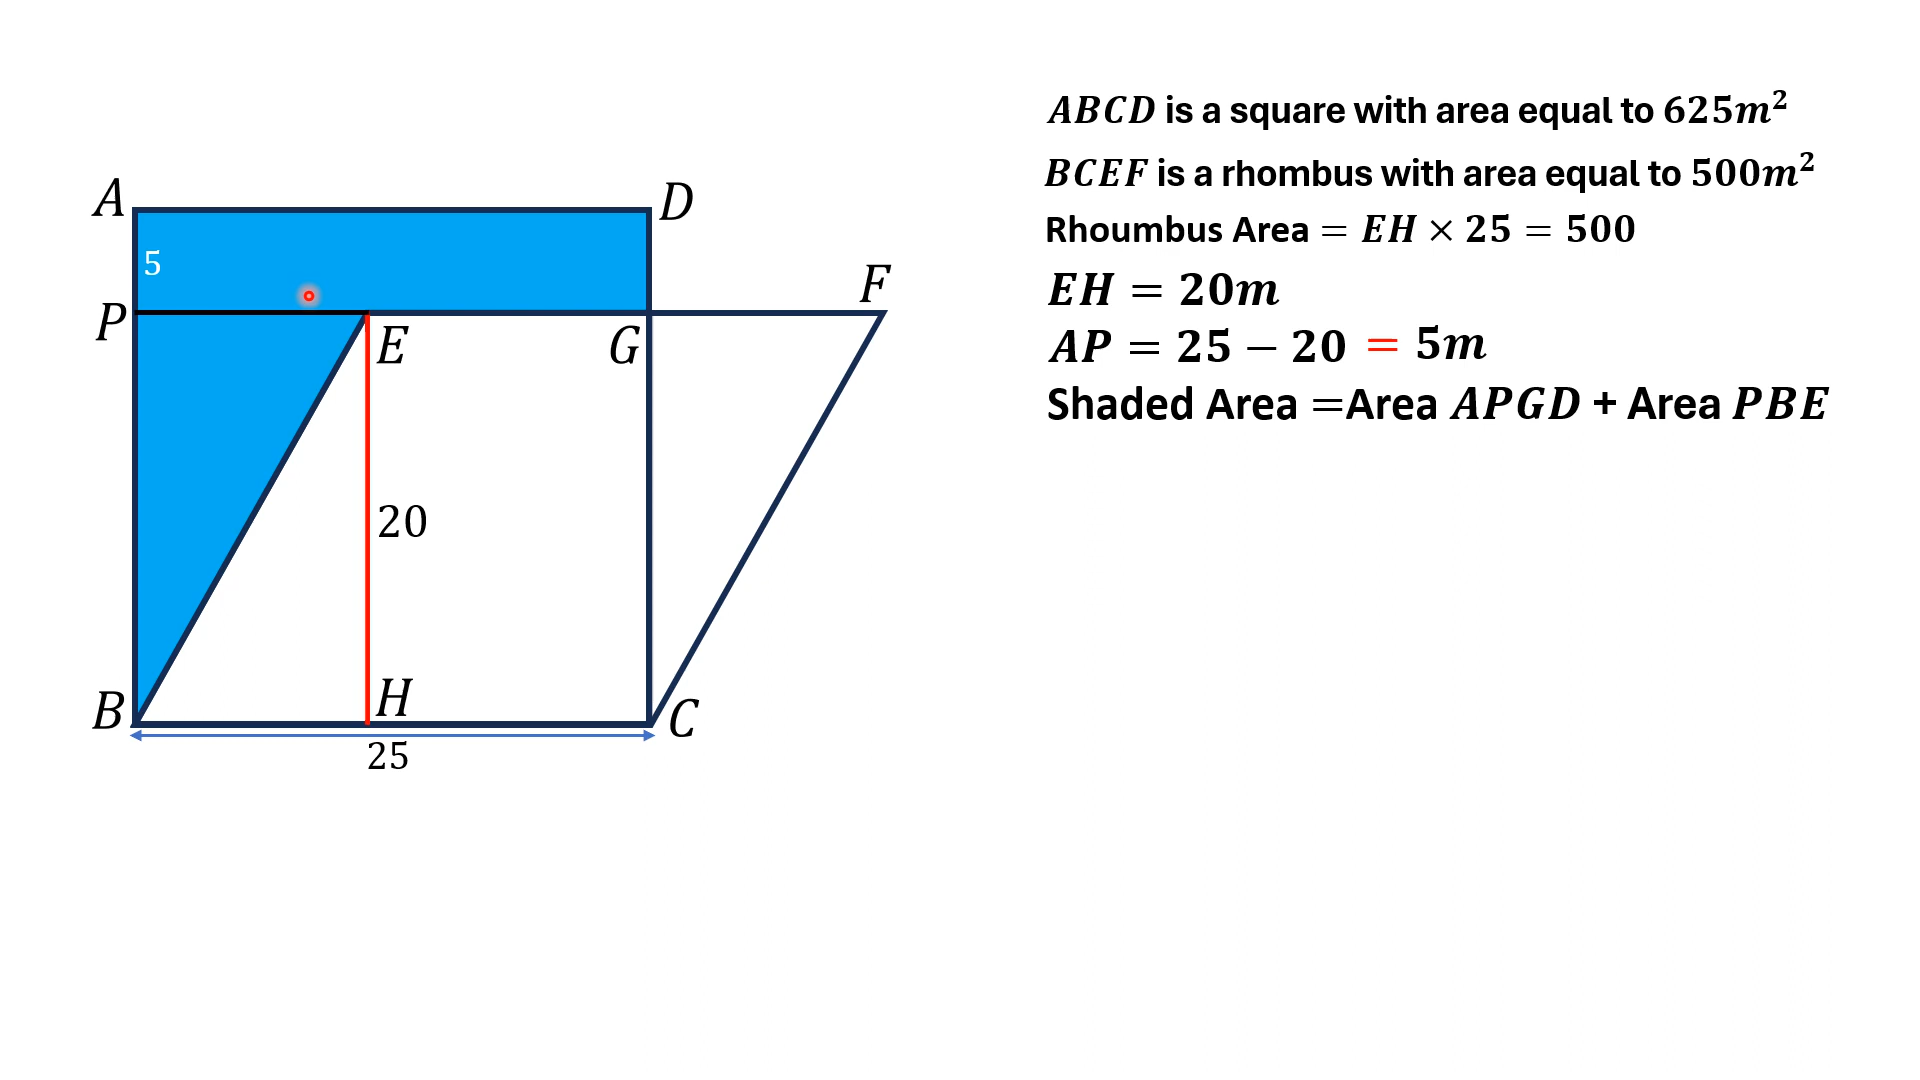 ABCD is a square with area equal to 625m²
BCEF is a rhombus with area equal to 500m²
Rhoumbus Area = EH × 25 = 500
EH = 20m
AP = 25 − 20 = 5m
Shaded Area =Area APGD + Area PBE
A
D
5
F
P
E
G
20
B
H
C
25